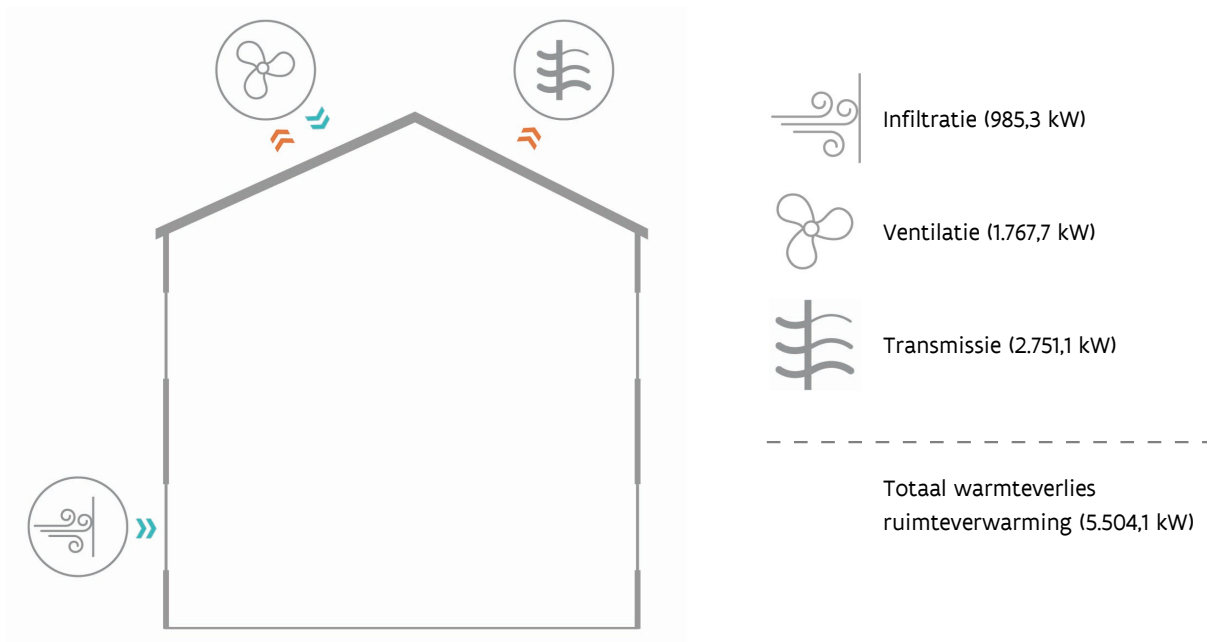 Infiltratie (985,3 kW)
Ventilatie (1.767,7 kW)
Transmissie (2.751,1 kW)
Totaal warmteverlies
ruimteverwarming (5.504,1 kW)